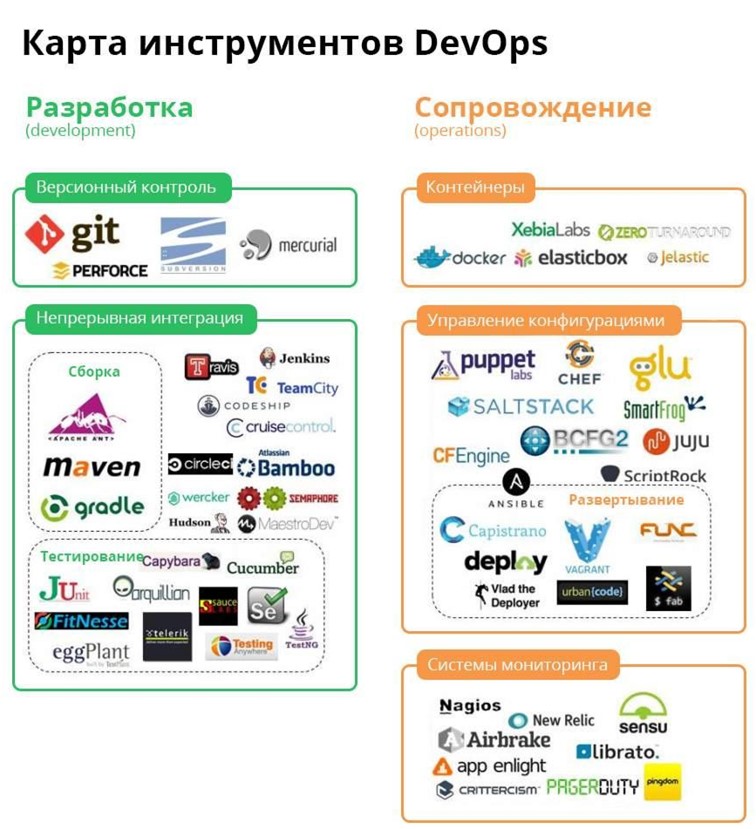 Карта инструментов DevOps
Разработка
(development)
Версионный контроль
git
SUBVERSION
mercurial
PERFORCE
Непрерывная интеграция
Сборка
<APACHE ANT>
maven
gradle
Travis
Jenkins
TC TeamCity
CODESHIP
cruisecontrol.
circleci
Atlassian
Bamboo
wercker
SEMAPHORE
Hudson
MaestroDev™
Тестирование
Capybara
Cucumber
JUnit
arquillian
sauce
LABS
Se
FitNesse
telerik
Testing
Anywhere
TestNG
eggPlant
Сопровождение
(operations)
Контейнеры
XebiaLabs
ZEROTURNAROUND
docker
elasticbox
Jelastic
Управление конфигурациями
puppet
labs
CHEF
glu
SALTSTACK
SmartFrog
CFEngine
BCFG2
JUJU
ANSIBLE
ScriptRock
Развертывание
Capistrano
VAGRANT
FUNC
deploy
Vlad the
Deployer
urban{code}
$ fab
Системы мониторинга
Nagios
New Relic
sensu
Airbrake
librato.
app enlight
CRITTERCISM
PAGERDUTY
pingdom